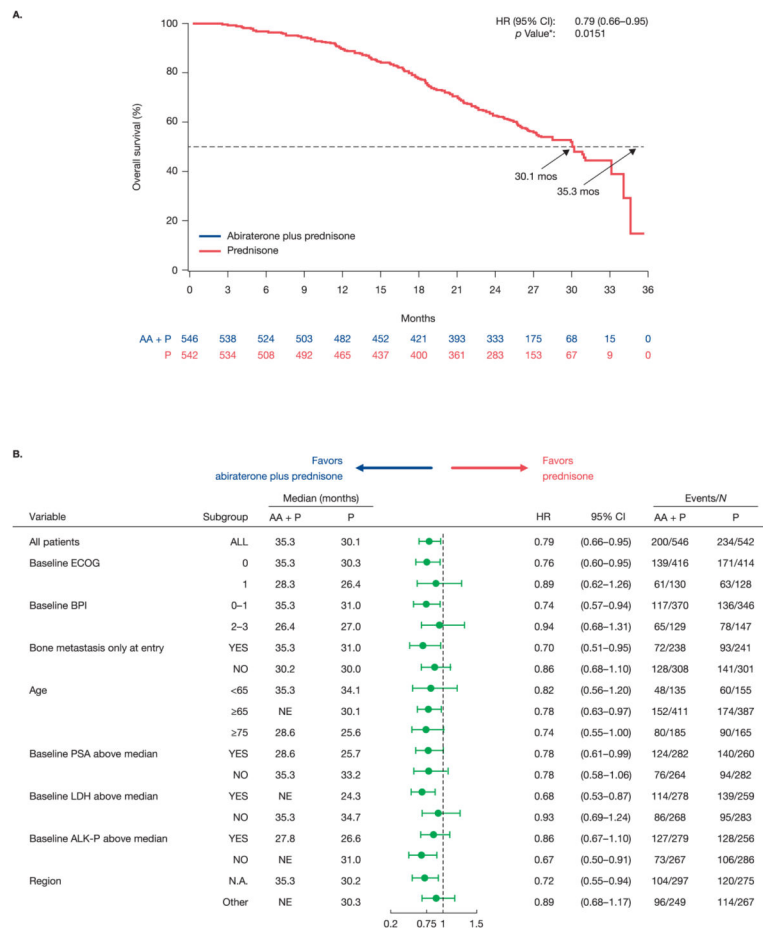 A.
HR (95% CI): 0.79 (0.66–0.95)
p Value*: 0.0151
Overall survival (%)
100
80
60
40
20
0
30.1 mos
35.3 mos
Abiraterone plus prednisone
Prednisone
0 3 6 9 12 15 18 21 24 27 30 33 36
Months
AA + P 546 538 524 503 482 452 421 393 333 175 68 15 0
P 542 534 508 492 465 437 400 361 283 153 67 9 0
B.
Favors abiraterone plus prednisone
Favors prednisone
Median (months) Events/N
Variable Subgroup AA + P P HR 95% CI AA + P P
All patients ALL 35.3 30.1 0.79 (0.66–0.95) 200/546 234/542
Baseline ECOG 0 35.3 30.3 0.76 (0.60–0.95) 139/416 171/414
1 28.3 26.4 0.89 (0.62–1.26) 61/130 63/128
Baseline BPI 0–1 35.3 31.0 0.74 (0.57–0.94) 117/370 136/346
2–3 26.4 27.0 0.94 (0.68–1.31) 65/129 78/147
Bone metastasis only at entry YES 35.3 31.0 0.70 (0.51–0.95) 72/238 93/241
NO 30.2 30.0 0.86 (0.68–1.10) 128/308 141/301
Age <65 35.3 34.1 0.82 (0.56–1.20) 48/135 60/155
≥65 NE 30.1 0.78 (0.63–0.97) 152/411 174/387
≥75 28.6 25.6 0.74 (0.55–1.00) 80/185 90/165
Baseline PSA above median YES 28.6 25.7 0.78 (0.61–0.99) 124/282 140/260
NO 35.3 33.2 0.78 (0.58–1.06) 76/264 94/282
Baseline LDH above median YES NE 24.3 0.68 (0.53–0.87) 114/278 139/259
NO 35.3 34.7 0.93 (0.69–1.24) 86/268 95/283
Baseline ALK-P above median YES 27.8 26.6 0.86 (0.67–1.10) 127/279 128/256
NO NE 31.0 0.67 (0.50–0.91) 73/267 106/286
Region N.A. 35.3 30.2 0.72 (0.55–0.94) 104/297 120/275
Other NE 30.3 0.89 (0.68–1.17) 96/249 114/267
0.2 0.75 1 1.5